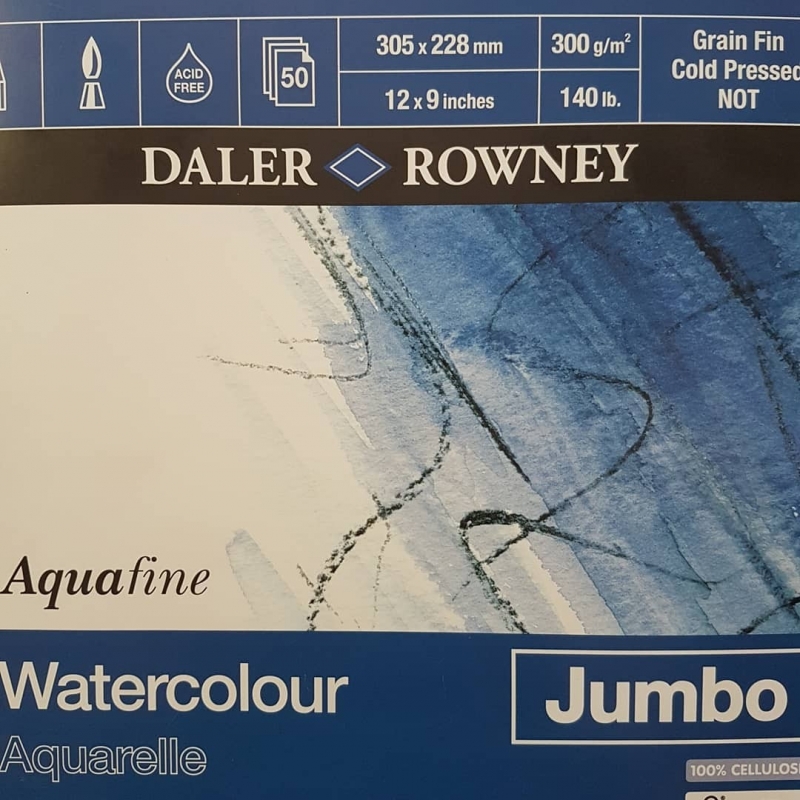 ACID
FREE
50
305 x 228 mm
12 x 9 inches
300 g/m²
140 lb.
Grain Fin
Cold Pressed
NOT
DALER ROWNEY
Aquafine
Watercolour
Aquarelle
Jumbo
100% CELLULOS